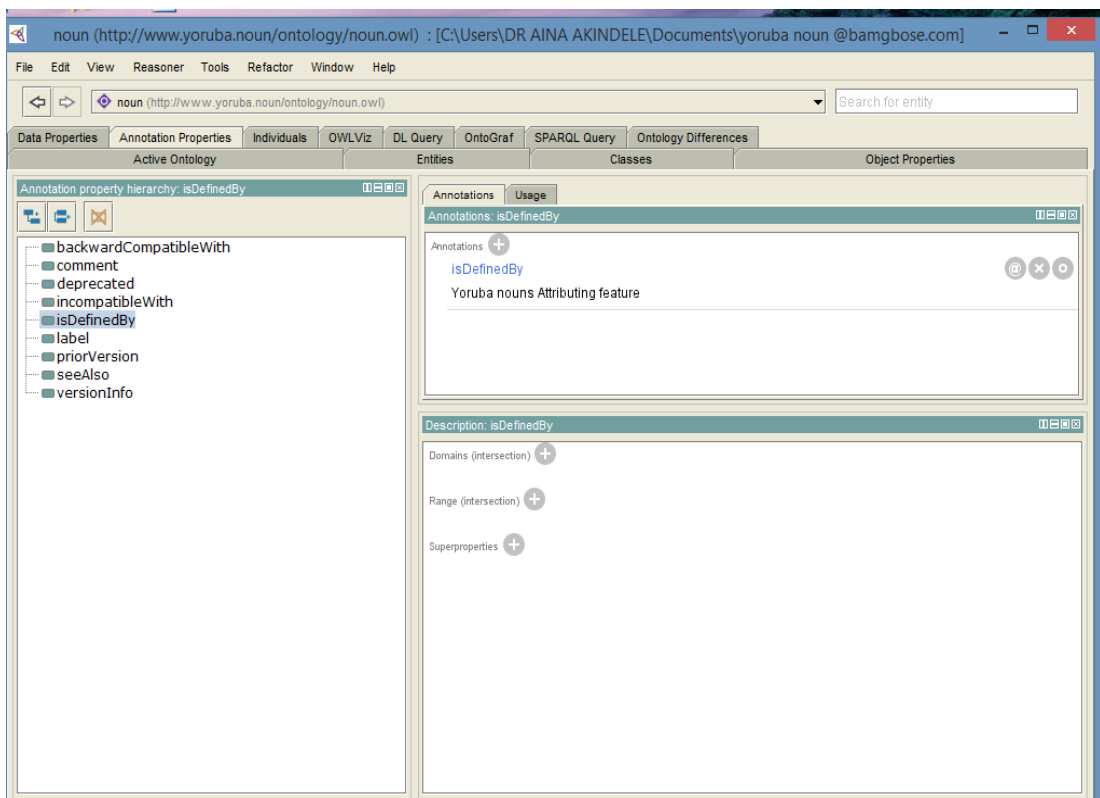 noun (http://www.yoruba.noun/ontology/noun.owl) : [C:\Users\DR AINA AKINDELE\Documents\yoruba noun @bamgbose.com]
File Edit View Reasoner Tools Refactor Window Help
noun (http://www.yoruba.noun/ontology/noun.owl)
Search for entity
Data Properties Annotation Properties Individuals OWLViz DL Query OntoGraf SPARQL Query Ontology Differences
Active Ontology Entities Classes Object Properties
Annotation property hierarchy: isDefinedBy
backwardCompatibleWith
comment
deprecated
incompatibleWith
isDefinedBy
label
priorVersion
seeAlso
versionInfo
Annotations Usage
Annotations: isDefinedBy
Annotations
isDefinedBy
Yoruba nouns Attributing feature
Description: isDefinedBy
Domains (intersection)
Range (intersection)
Superproperties